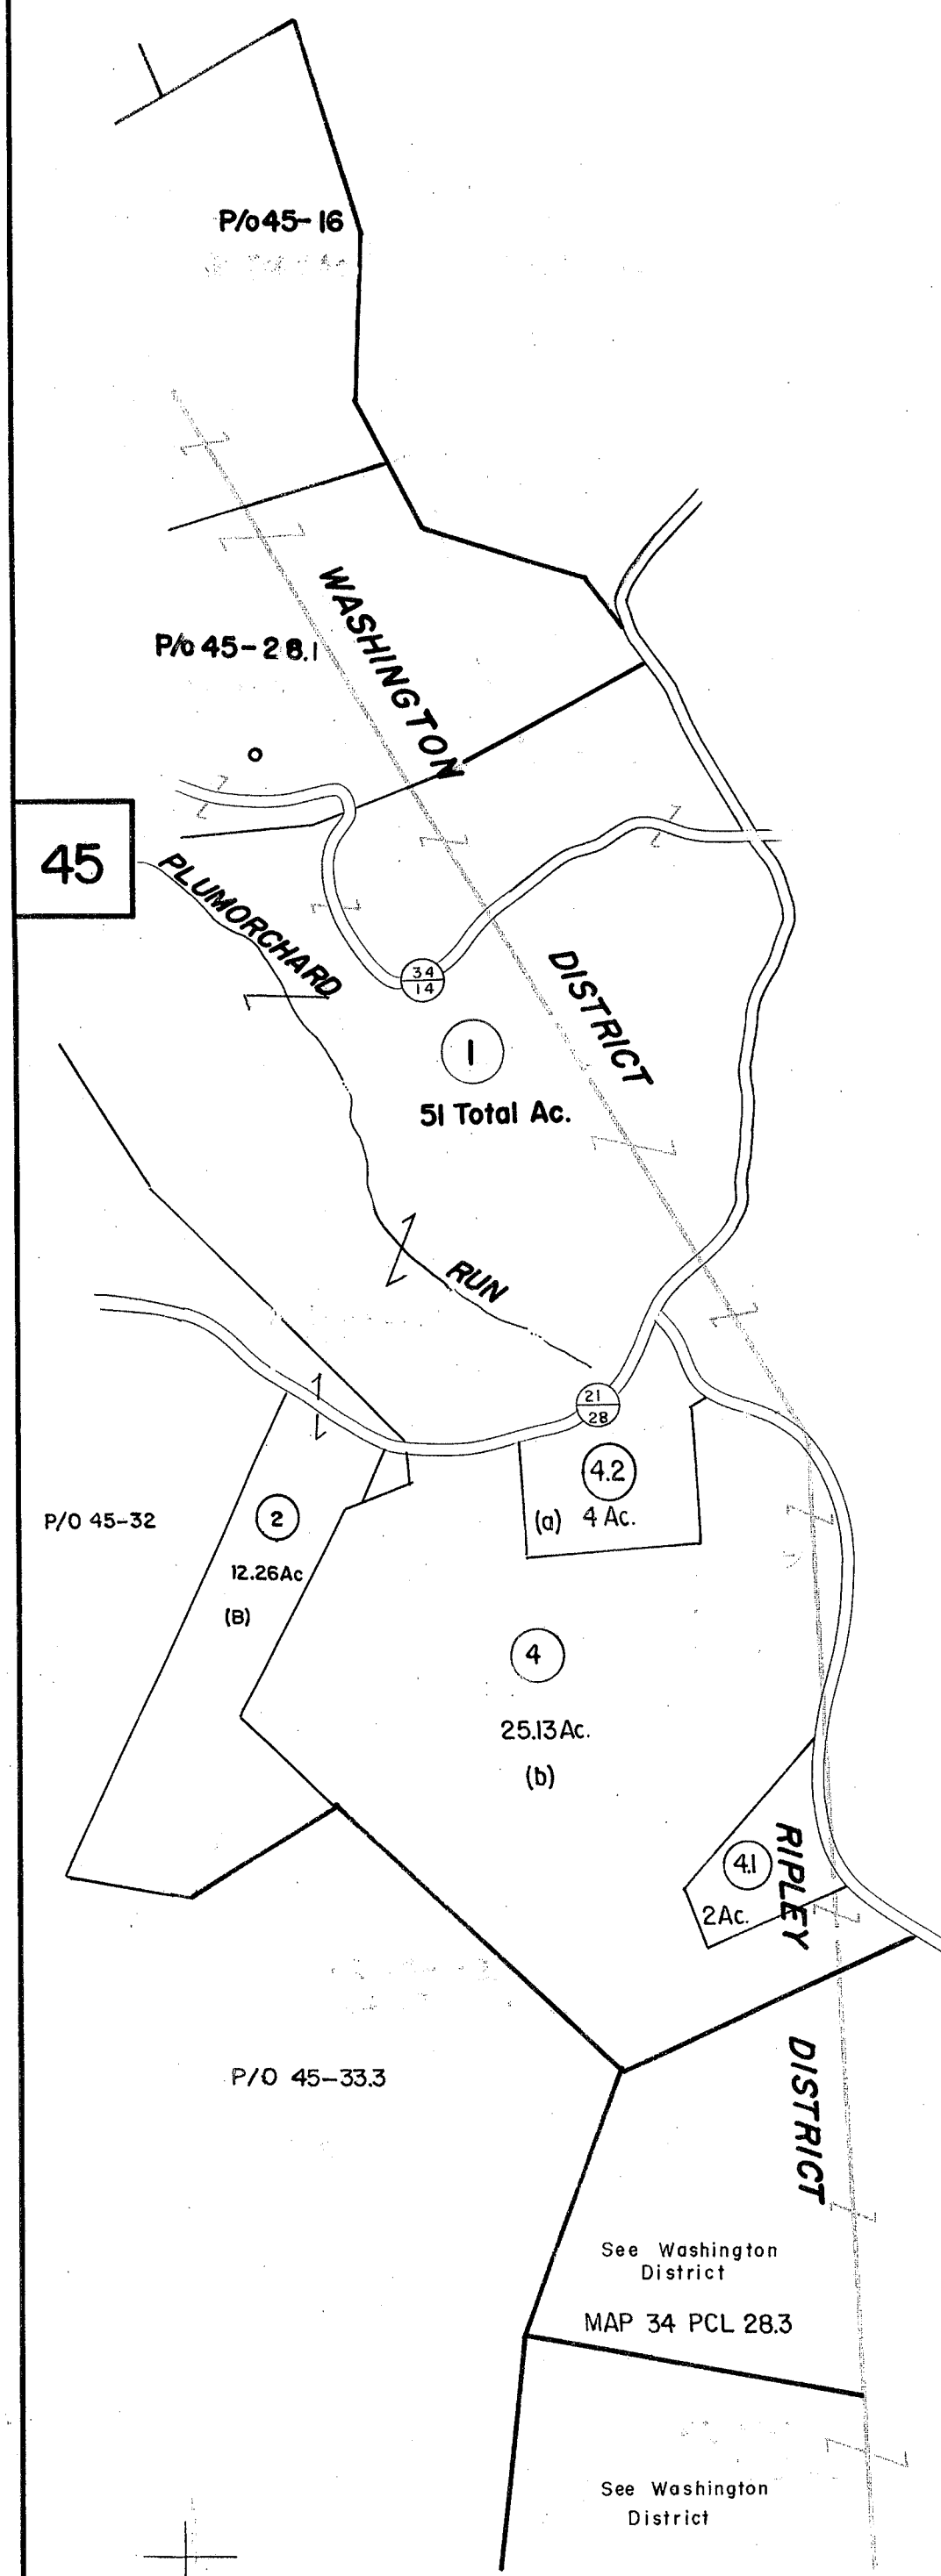 P/o 45-16
WASHINGTON
P/o 45-28.1
45
PLUMORCHARD
34
14
DISTRICT
1
51 Total Ac.
RUN
21
28
4.2
(a) 4 Ac.
P/O 45-32
2
12.26Ac
(B)
4
25.13Ac.
(b)
4.1
2Ac.
RIPLEY
P/O 45-33.3
DISTRICT
See Washington
District
MAP 34 PCL 28.3
See Washington
District